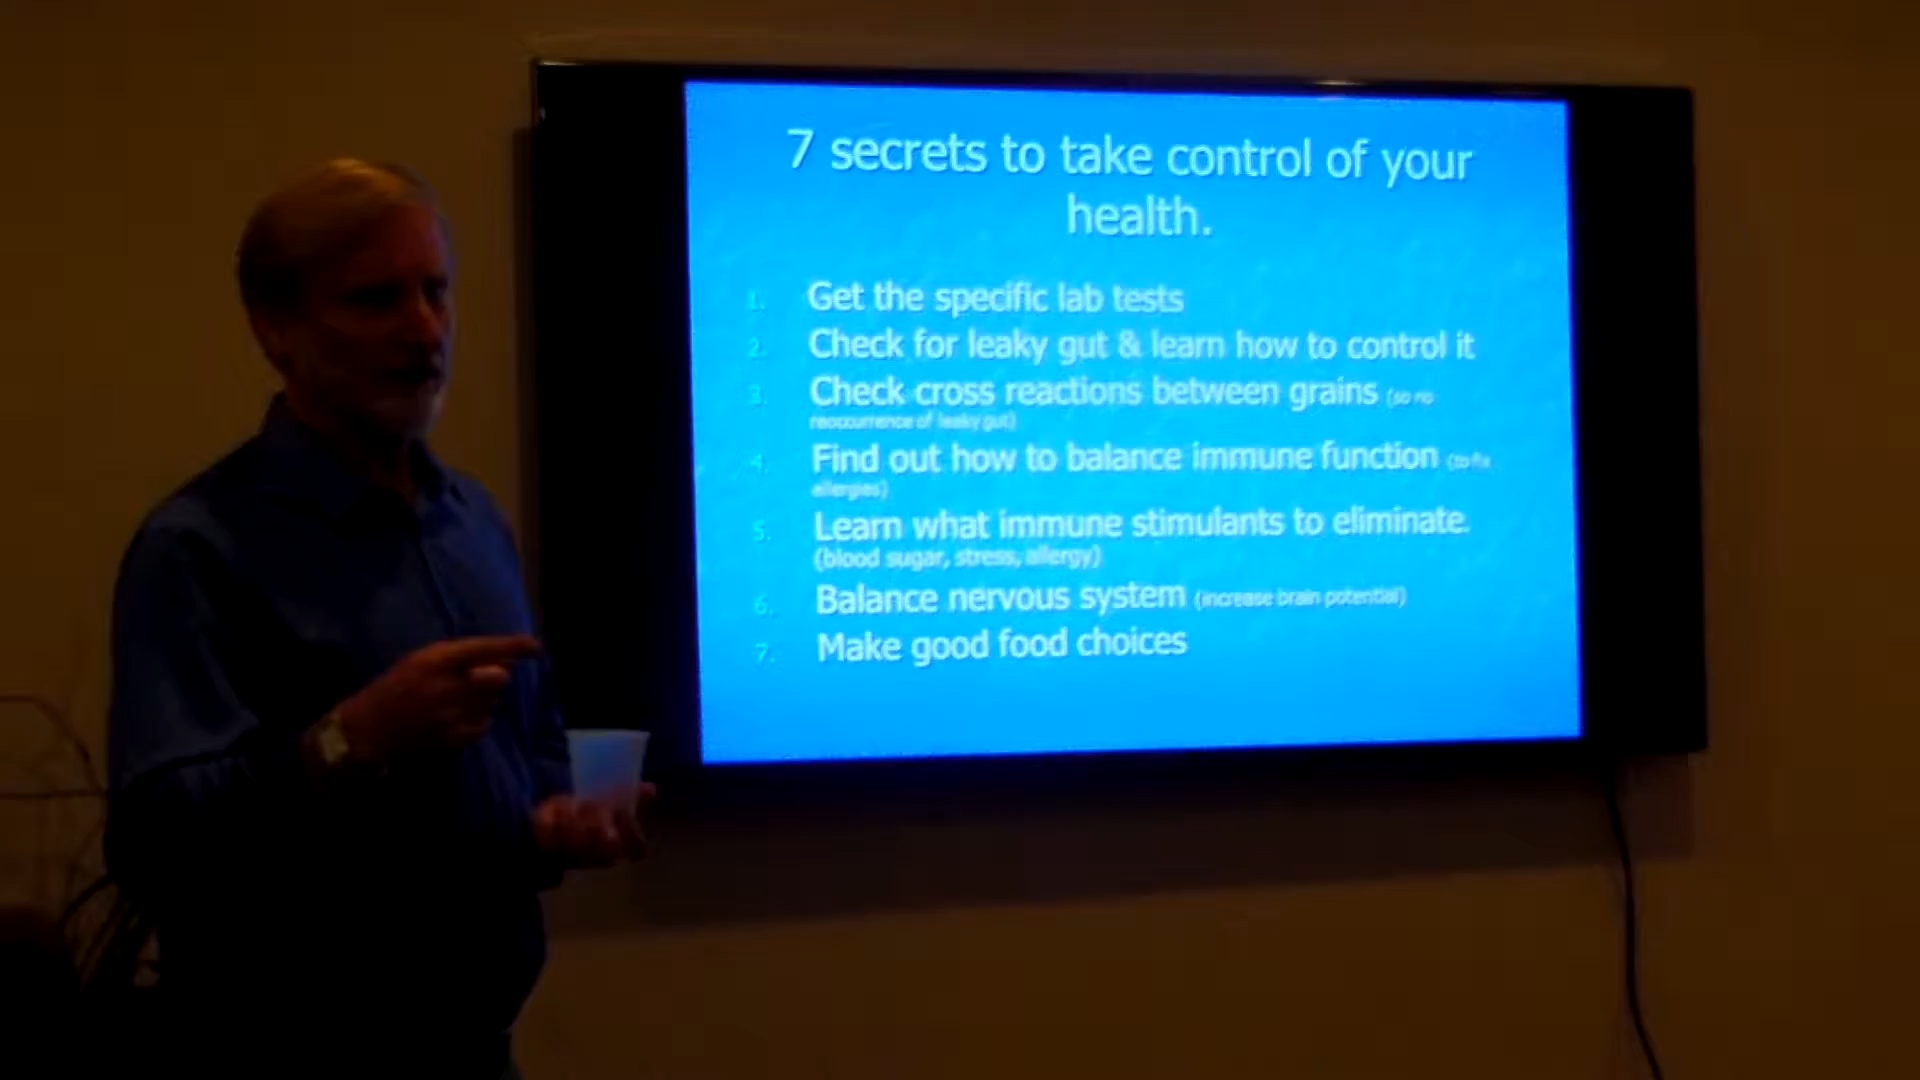 7 secrets to take control of your
health.
1. Get the specific lab tests
2. Check for leaky gut & learn how to control it
3. Check cross reactions between grains (so no
reoccurrence of leaky gut)
4. Find out how to balance immune function (to fix
allergies)
5. Learn what immune stimulants to eliminate.
(blood sugar, stress, allergy)
6. Balance nervous system (increase brain potential)
7. Make good food choices